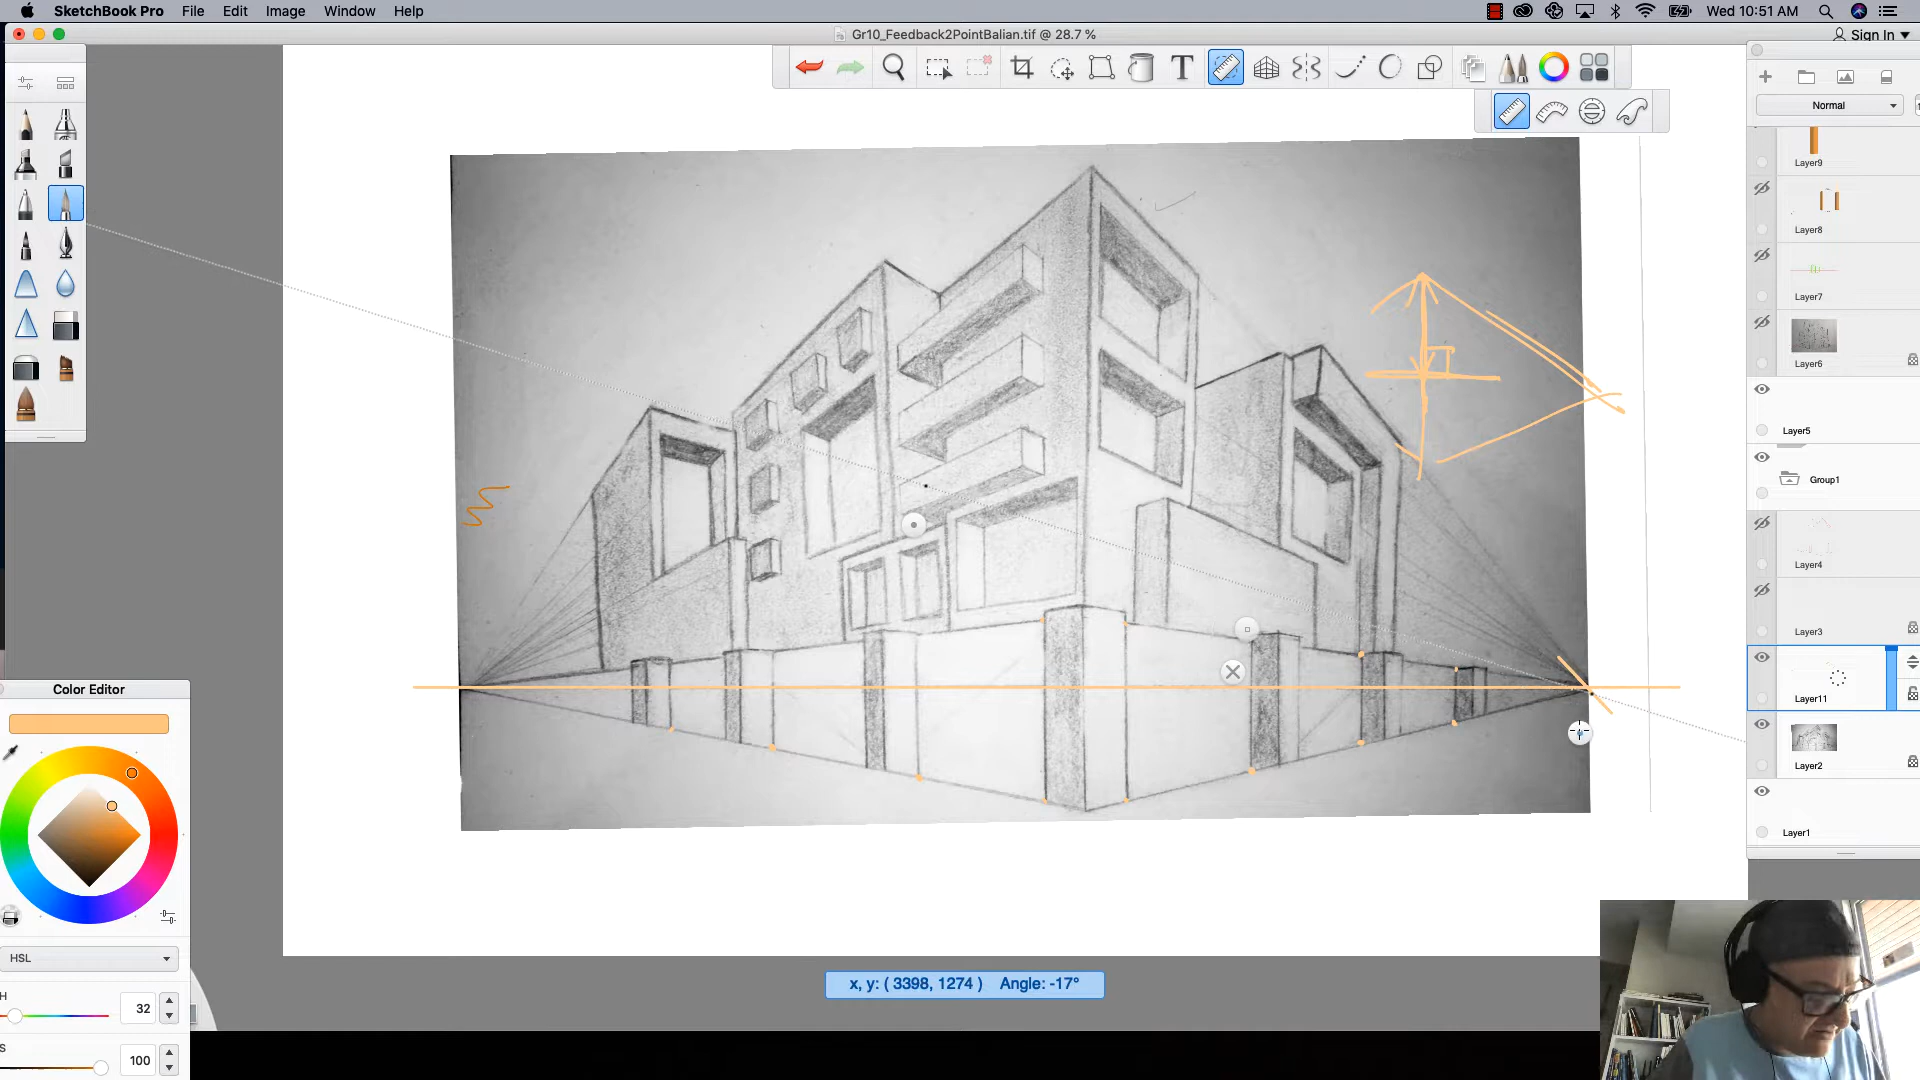 SketchBook Pro File Edit Image Window Help
Wed 10:51 AM
Gr10_Feedback2PointBalian.tif @ 28.7 %
Sign In
Normal
Layer9
Layer8
Layer7
Layer6
Layer5
Group1
Layer4
Layer3
Layer11
Layer2
Layer1
Color Editor
HSL
H 32
S 100
x, y: ( 3398, 1274 ) Angle: -17°